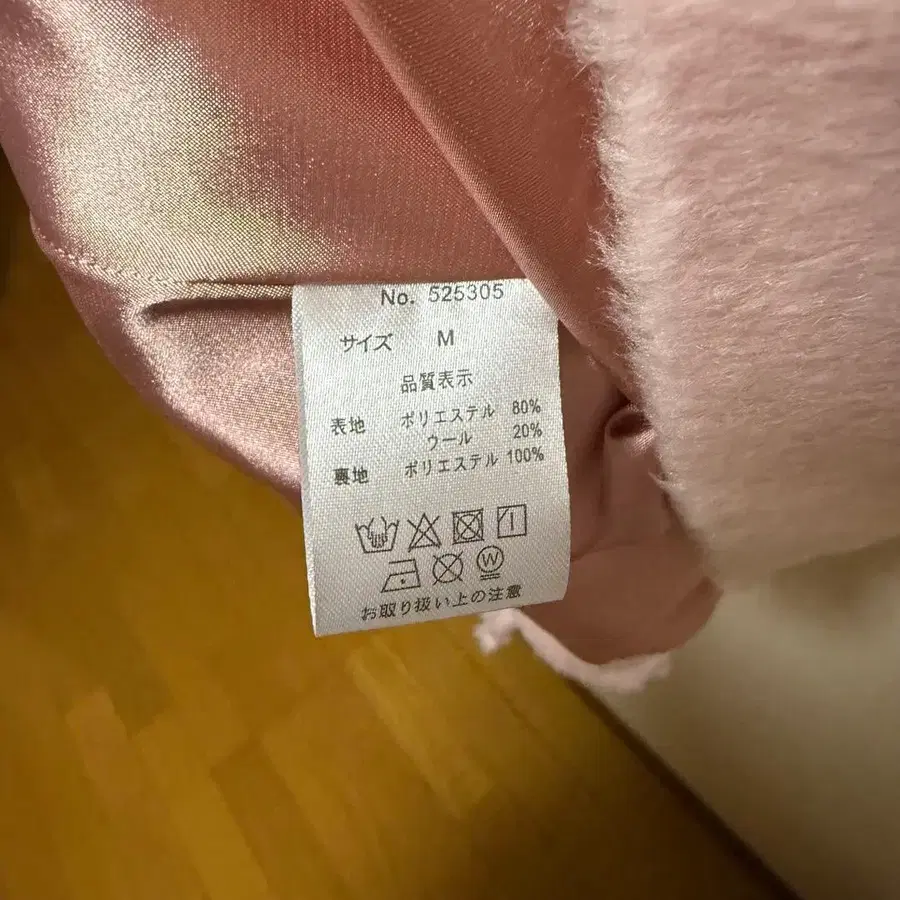 No. 525305
サイズ M
品質表示
表地 ポリエステル 80%
ウール 20%
裏地 ポリエステル 100%
W
お取り扱い上の注意